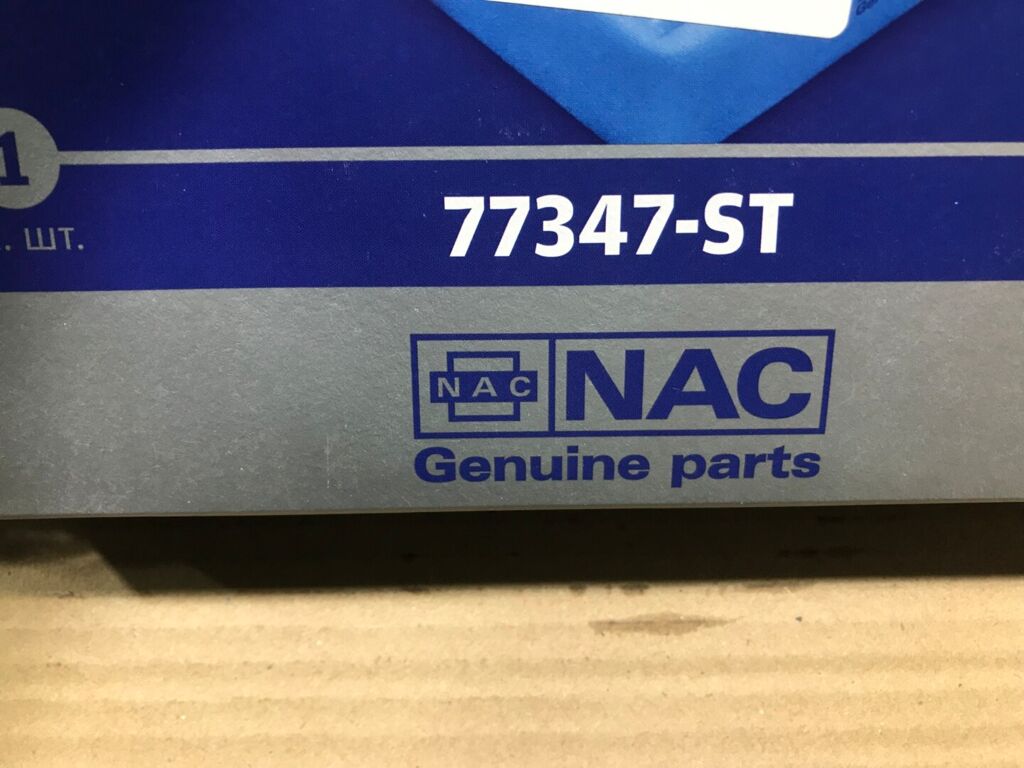 1
. шт.
77347-ST
NAC
NAC
Genuine parts